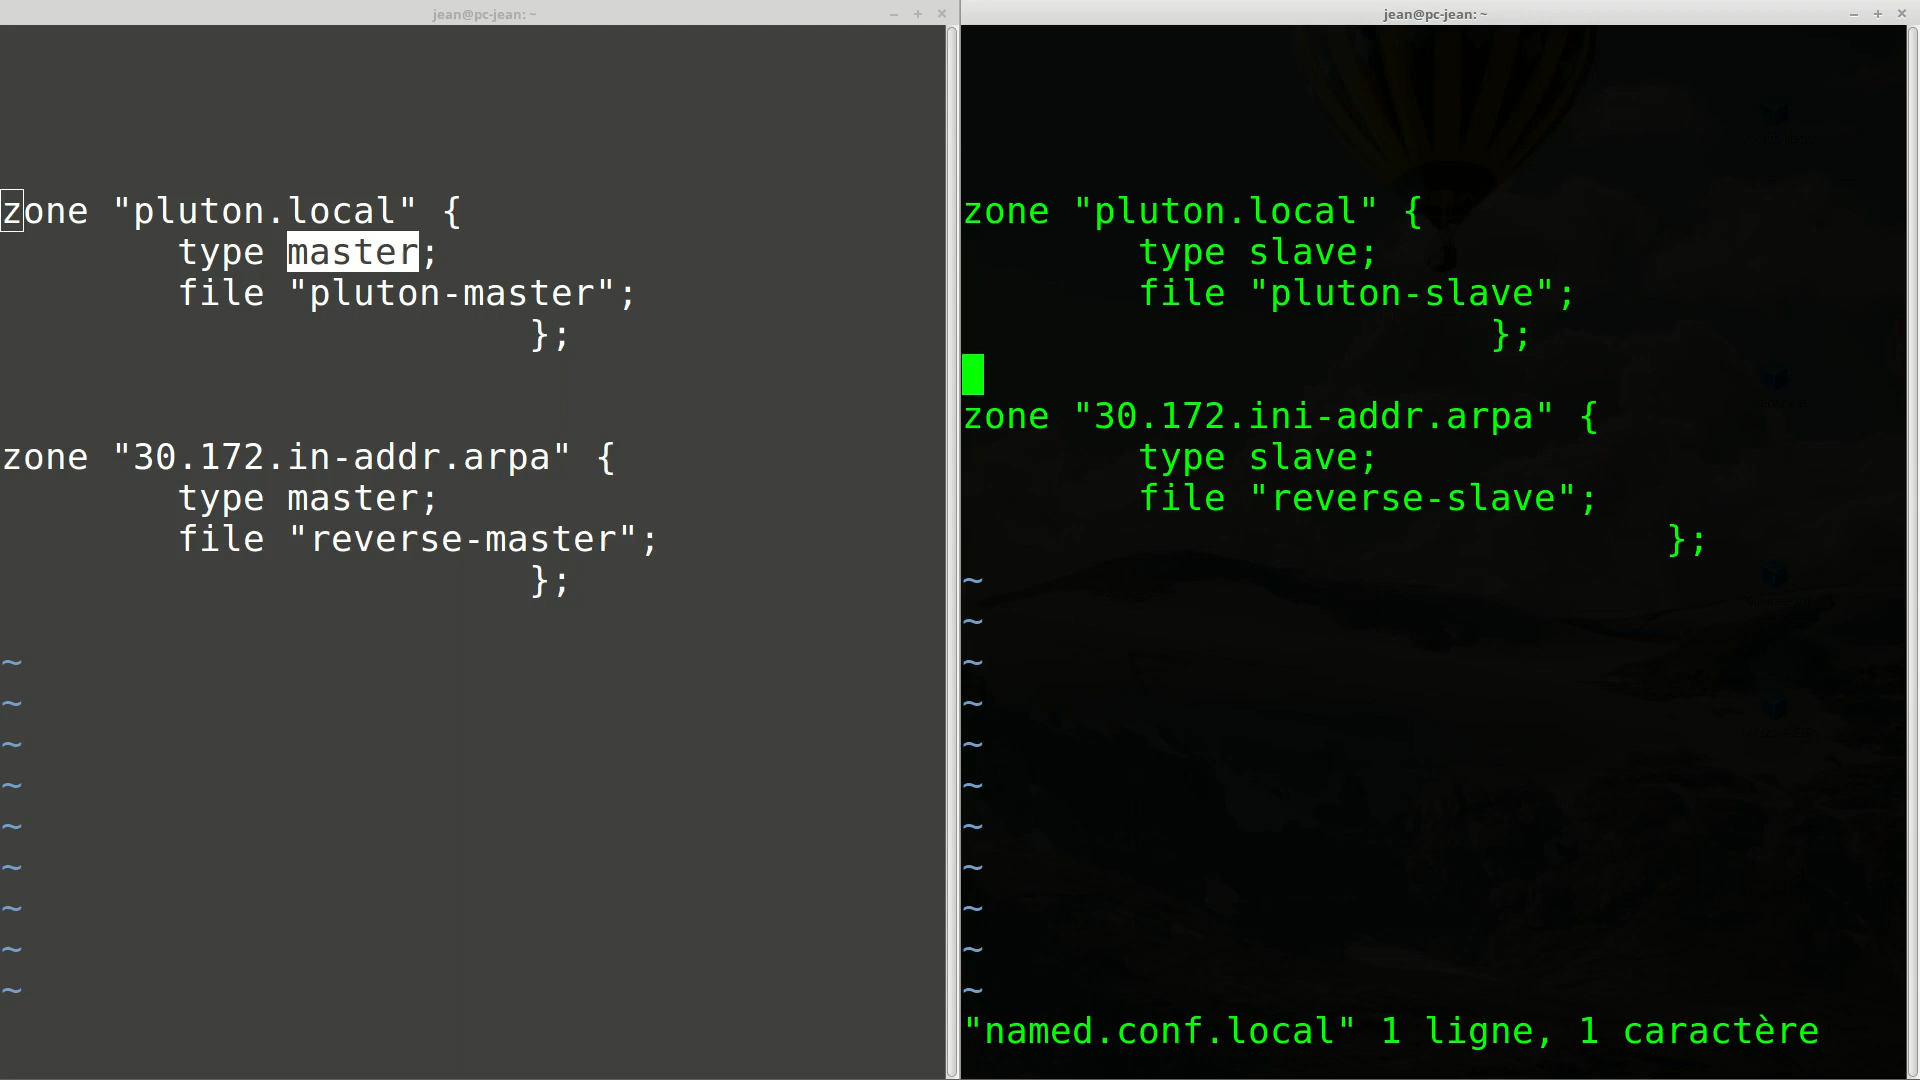 jean@pc-jean: ~
zone "pluton.local" {
type master;
file "pluton-master";
};
zone "30.172.in-addr.arpa" {
type master;
file "reverse-master";
};
~
~
~
~
~
~
~
~
~
jean@pc-jean: ~
zone "pluton.local" {
type slave;
file "pluton-slave";
};
zone "30.172.ini-addr.arpa" {
type slave;
file "reverse-slave";
};
~
~
~
~
~
~
~
~
~
~
~
"named.conf.local" 1 ligne, 1 caractère